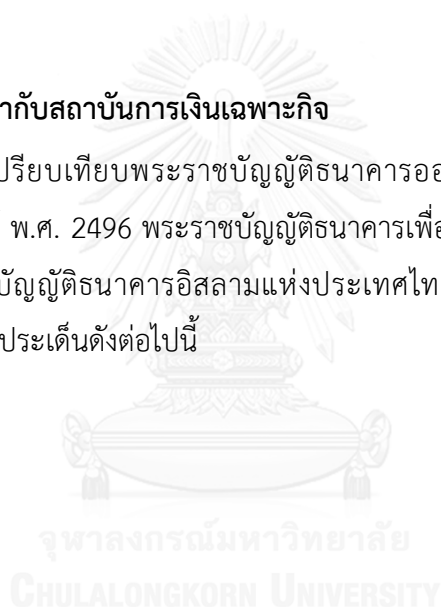 ากับสถาบันการเงินเฉพาะกิจ
ปรียบเทียบพระราชบัญญัติธนาคารออ
พ.ศ. 2496 พระราชบัญญัติธนาคารเพื่อ
บัญญัติธนาคารอิสลามแห่งประเทศไท
ประเด็นดังต่อไปนี้
จุฬาลงกรณ์มหาวิทยาลัย
CHULALONGKORN UNIVERSITY